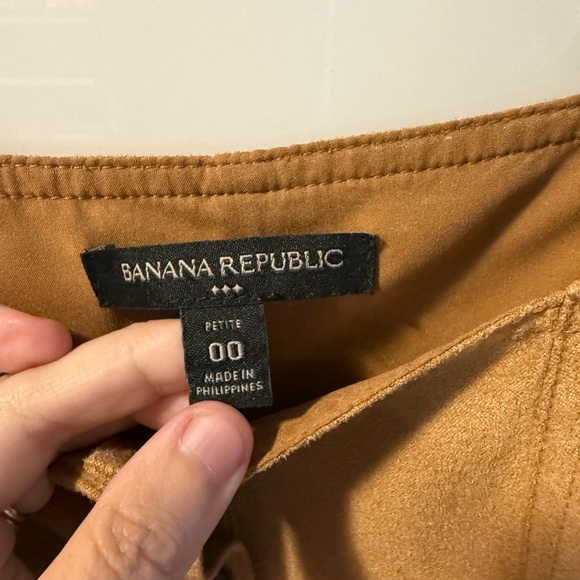 BANANA REPUBLIC
PETITE
00
MADE IN
PHILIPPINES